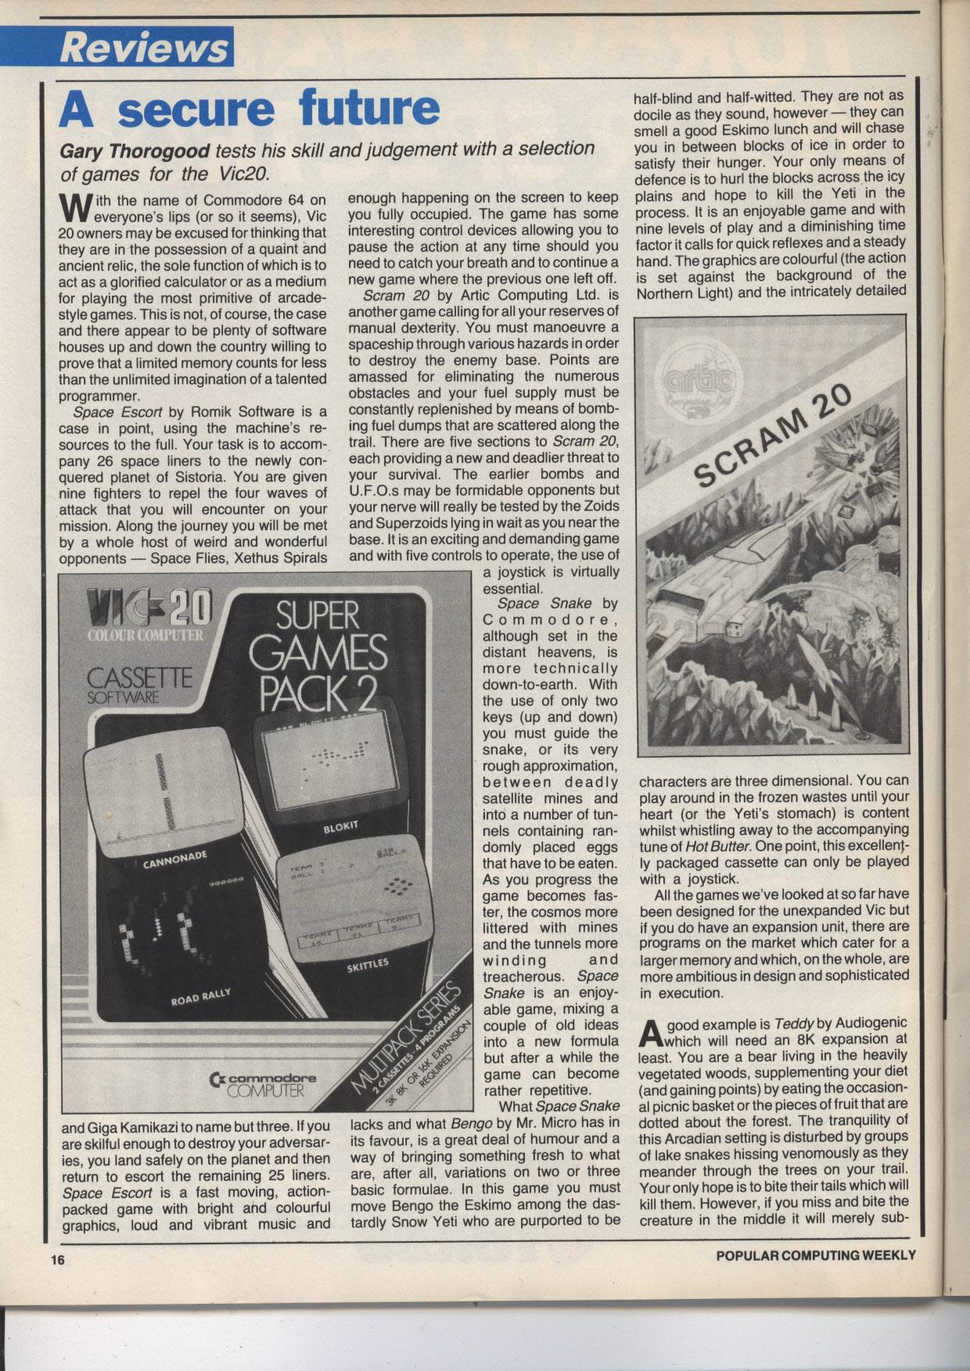 Reviews
A secure future
Gary Thorogood tests his skill and judgement with a selection
of games for the Vic20.
With the name of Commodore 64 on
everyone's lips (or so it seems), Vic
20 owners may be excused for thinking that
they are in the possession of a quaint and
ancient relic, the sole function of which is to
act as a glorified calculator or as a medium
for playing the most primitive of arcade-
style games. This is not, of course, the case
and there appear to be plenty of software
houses up and down the country willing to
prove that a limited memory counts for less
than the unlimited imagination of a talented
programmer.
Space Escort by Romik Software is a
case in point, using the machine's re-
sources to the full. Your task is to accom-
pany 26 space liners to the newly con-
quered planet of Sistoria. You are given
nine fighters to repel the four waves of
attack that you will encounter on your
mission. Along the journey you will be met
by a whole host of weird and wonderful
opponents — Space Flies, Xethus Spirals
VIC 20
COLOUR COMPUTER
CASSETTE
SOFTWARE
SUPER
GAMES
PACK 2
CANNONADE
BLOKIT
ROAD RALLY
SKITTLES
MULTIPACK SERIES
2 CASSETTES · 4 PROGRAMS
3K 8K OR 16K EXPANSION
REQUIRED
commodore
COMPUTER
and Giga Kamikazi to name but three. If you
are skilful enough to destroy your adversar-
ies, you land safely on the planet and then
return to escort the remaining 25 liners.
Space Escort is a fast moving, action-
packed game with bright and colourful
graphics, loud and vibrant music and
enough happening on the screen to keep
you fully occupied. The game has some
interesting control devices allowing you to
pause the action at any time should you
need to catch your breath and to continue a
new game where the previous one left off.
Scram 20 by Artic Computing Ltd. is
another game calling for all your reserves of
manual dexterity. You must manoeuvre a
spaceship through various hazards in order
to destroy the enemy base. Points are
amassed for eliminating the numerous
obstacles and your fuel supply must be
constantly replenished by means of bomb-
ing fuel dumps that are scattered along the
trail. There are five sections to Scram 20,
each providing a new and deadlier threat to
your survival. The earlier bombs and
U.F.O.s may be formidable opponents but
your nerve will really be tested by the Zoids
and Superzoids lying in wait as you near the
base. It is an exciting and demanding game
and with five controls to operate, the use of
a joystick is virtually
essential.
Space Snake by
Commodore,
although set in the
distant heavens, is
more technically
down-to-earth. With
the use of only two
keys (up and down)
you must guide the
snake, or its very
rough approximation,
between deadly
satellite mines and
into a number of tun-
nels containing ran-
domly placed eggs
that have to be eaten.
As you progress the
game becomes fas-
ter, the cosmos more
littered with mines
and the tunnels more
winding and
treacherous. Space
Snake is an enjoy-
able game, mixing a
couple of old ideas
into a new formula
but after a while the
game can become
rather repetitive.
What Space Snake
lacks and what Bengo by Mr. Micro has in
its favour, is a great deal of humour and a
way of bringing something fresh to what
are, after all, variations on two or three
basic formulae. In this game you must
move Bengo the Eskimo among the das-
tardly Snow Yeti who are purported to be
half-blind and half-witted. They are not as
docile as they sound, however — they can
smell a good Eskimo lunch and will chase
you in between blocks of ice in order to
satisfy their hunger. Your only means of
defence is to hurl the blocks across the icy
plains and hope to kill the Yeti in the
process. It is an enjoyable game and with
nine levels of play and a diminishing time
factor it calls for quick reflexes and a steady
hand. The graphics are colourful (the action
is set against the background of the
Northern Light) and the intricately detailed
artic
SCRAM 20
characters are three dimensional. You can
play around in the frozen wastes until your
heart (or the Yeti's stomach) is content
whilst whistling away to the accompanying
tune of Hot Butter. One point, this excellent-
ly packaged cassette can only be played
with a joystick.
All the games we've looked at so far have
been designed for the unexpanded Vic but
if you do have an expansion unit, there are
programs on the market which cater for a
larger memory and which, on the whole, are
more ambitious in design and sophisticated
in execution.
A good example is Teddy by Audiogenic
which will need an 8K expansion at
least. You are a bear living in the heavily
vegetated woods, supplementing your diet
(and gaining points) by eating the occasion-
al picnic basket or the pieces of fruit that are
dotted about the forest. The tranquility of
this Arcadian setting is disturbed by groups
of lake snakes hissing venomously as they
meander through the trees on your trail.
Your only hope is to bite their tails which will
kill them. However, if you miss and bite the
creature in the middle it will merely sub-
16
POPULAR COMPUTING WEEKLY